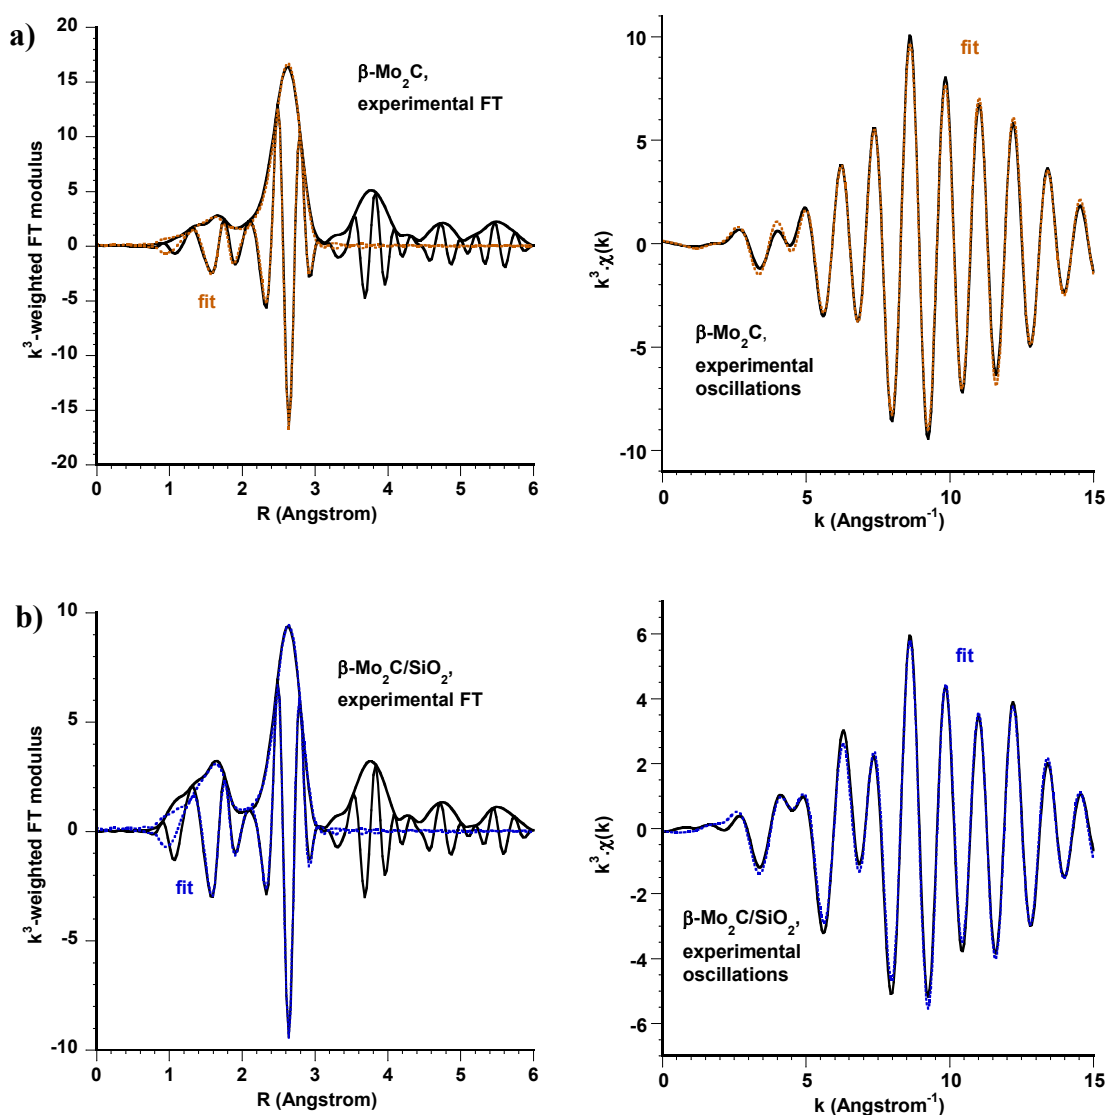 a)
20
15
10
5
0
-5
-10
-15
-20
k³-weighted FT modulus
β-Mo₂C,
experimental FT
fit
0 1 2 3 4 5 6
R (Angstrom)
10
5
0
-5
-10
k³·χ(k)
fit
β-Mo₂C,
experimental
oscillations
0 5 10 15
k (Angstrom⁻¹)
b)
10
5
0
-5
-10
k³-weighted FT modulus
β-Mo₂C/SiO₂,
experimental FT
fit
0 1 2 3 4 5 6
R (Angstrom)
6
4
2
0
-2
-4
-6
k³·χ(k)
fit
β-Mo₂C/SiO₂,
experimental
oscillations
0 5 10 15
k (Angstrom⁻¹)